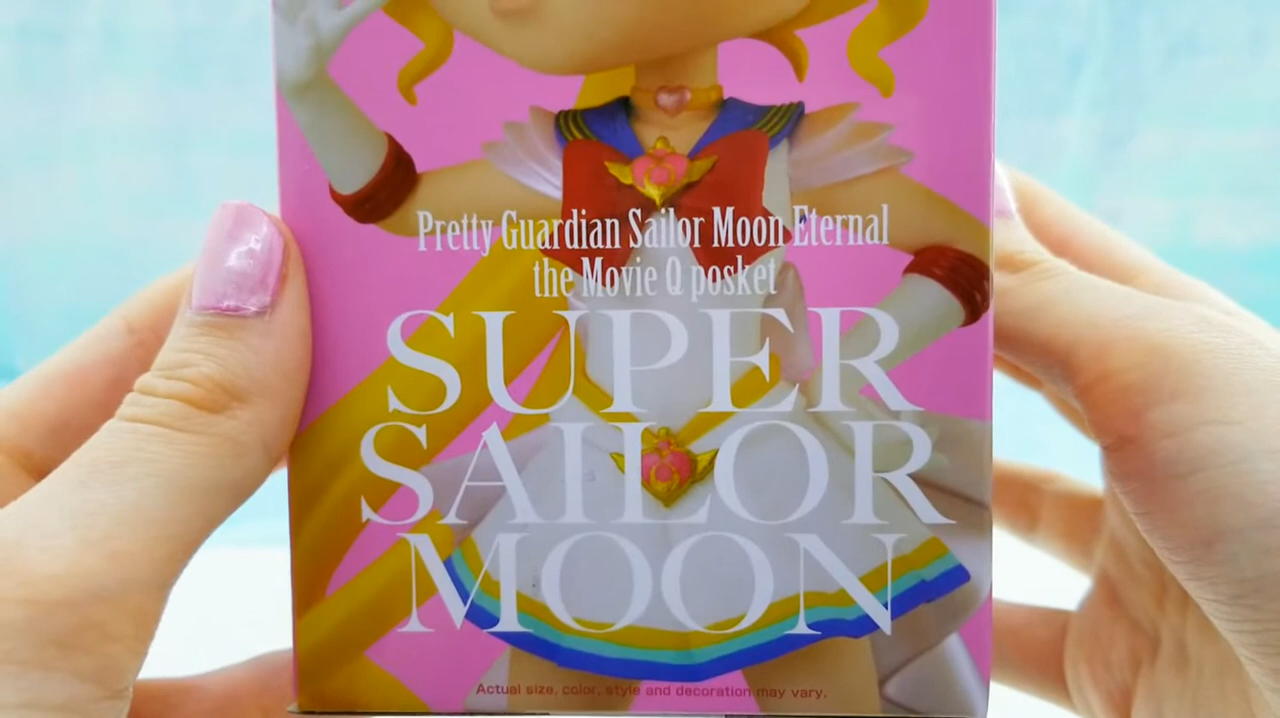 Pretty Guardian Sailor Moon Eternal
the Movie Q posket
SUPER
SAILOR
MOON
Actual size, color, style and decoration may vary.